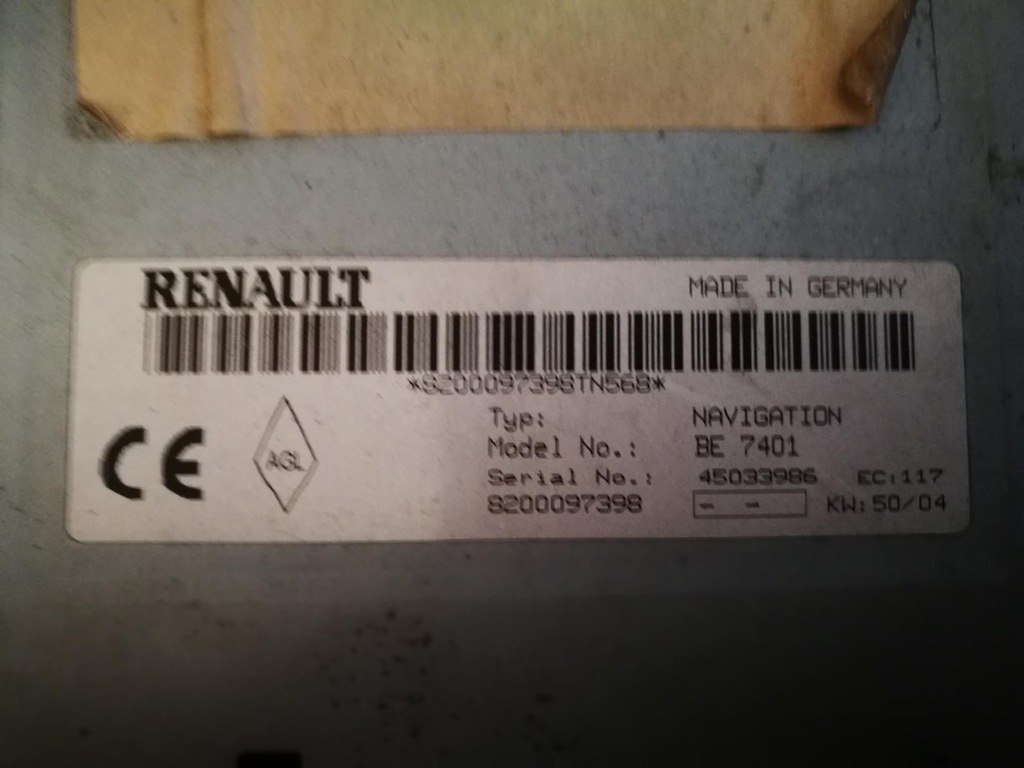 RENAULT MADE IN GERMANY
*8200097398TN568*
CE
AGL
Typ: NAVIGATION
Model No.: BE 7401
Serial No.: 45033986 EC:117
8200097398 - - KW:50/04